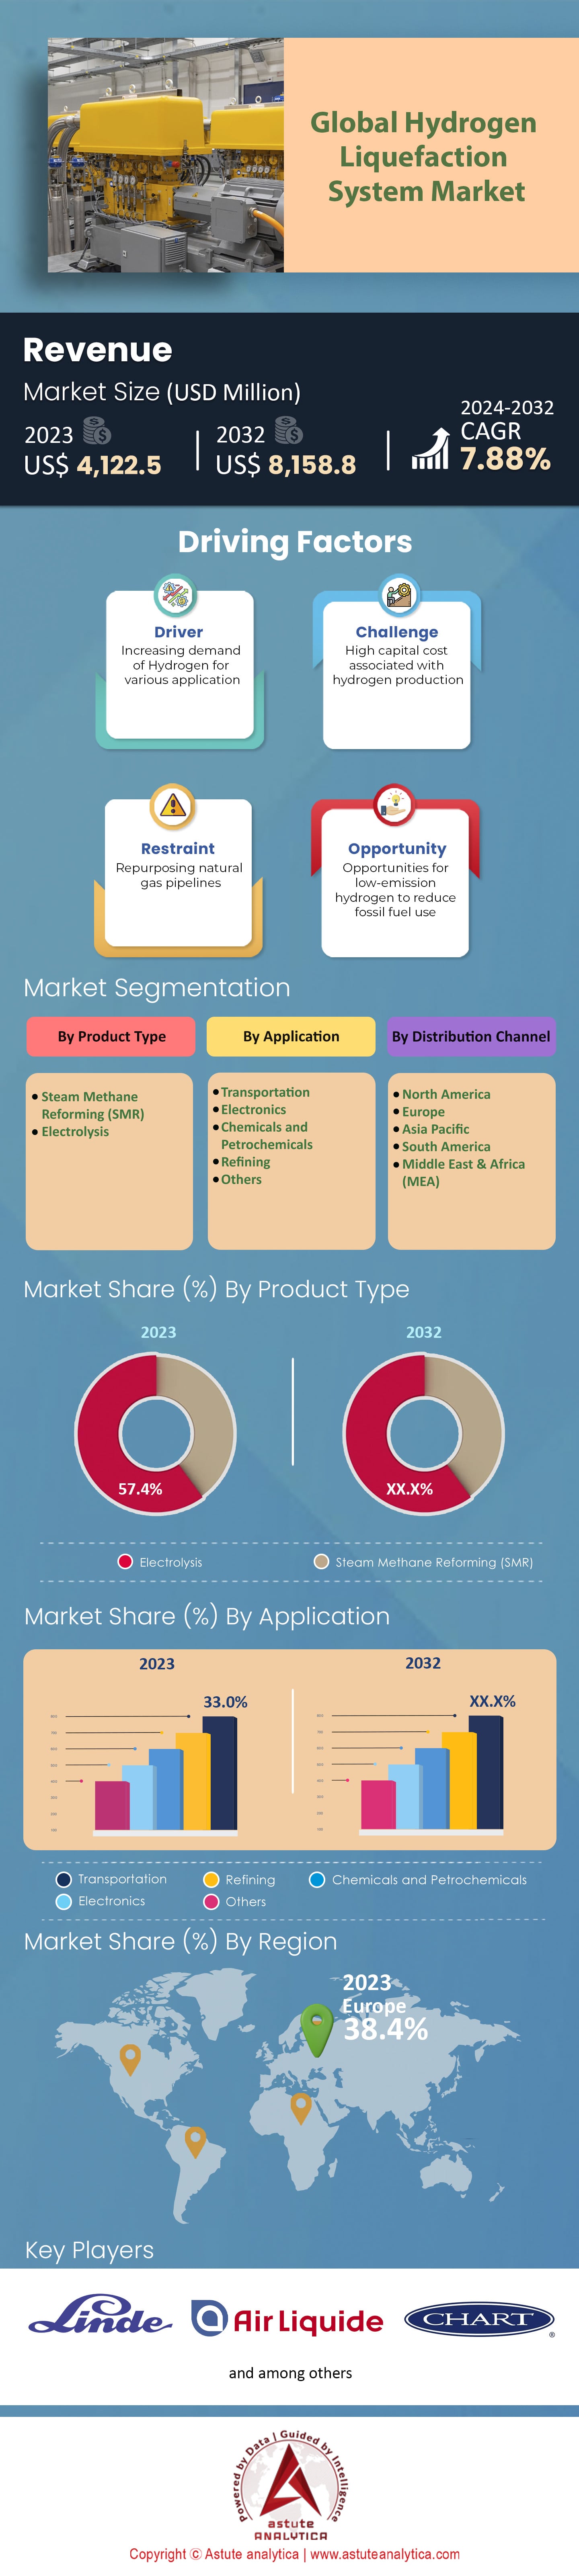 Global Hydrogen
Liquefaction
System Market
Revenue
Market Size (USD Million)
2023
US$ 4,122.5
2032
US$ 8,158.8
2024-2032
CAGR
7.88%
Driving Factors
Driver
Increasing demand
of Hydrogen for
various application
Challenge
High capital cost
associated with
hydrogen production
Restraint
Repurposing natural
gas pipelines
Opportunity
Opportunities for
low-emission
hydrogen to reduce
fossil fuel use
Market Segmentation
By Product Type
Steam Methane
Reforming (SMR)
Electrolysis
By Application
Transportation
Electronics
Chemicals and
Petrochemicals
Refining
Others
By Distribution Channel
North America
Europe
Asia Pacific
South America
Middle East & Africa
(MEA)
Market Share (%) By Product Type
2023
57.4%
2032
XX.X%
Electrolysis
Steam Methane Reforming (SMR)
Market Share (%) By Application
2023
33.0%
2032
XX.X%
Transportation
Refining
Chemicals and Petrochemicals
Electronics
Others
Market Share (%) By Region
2023
Europe
38.4%
Key Players
Linde
Air Liquide
CHART
®
and among others
Powered by Data | Guided by Intelligence
astute
ANALYTICA
Copyright © Astute analytica | www.astuteanalytica.com